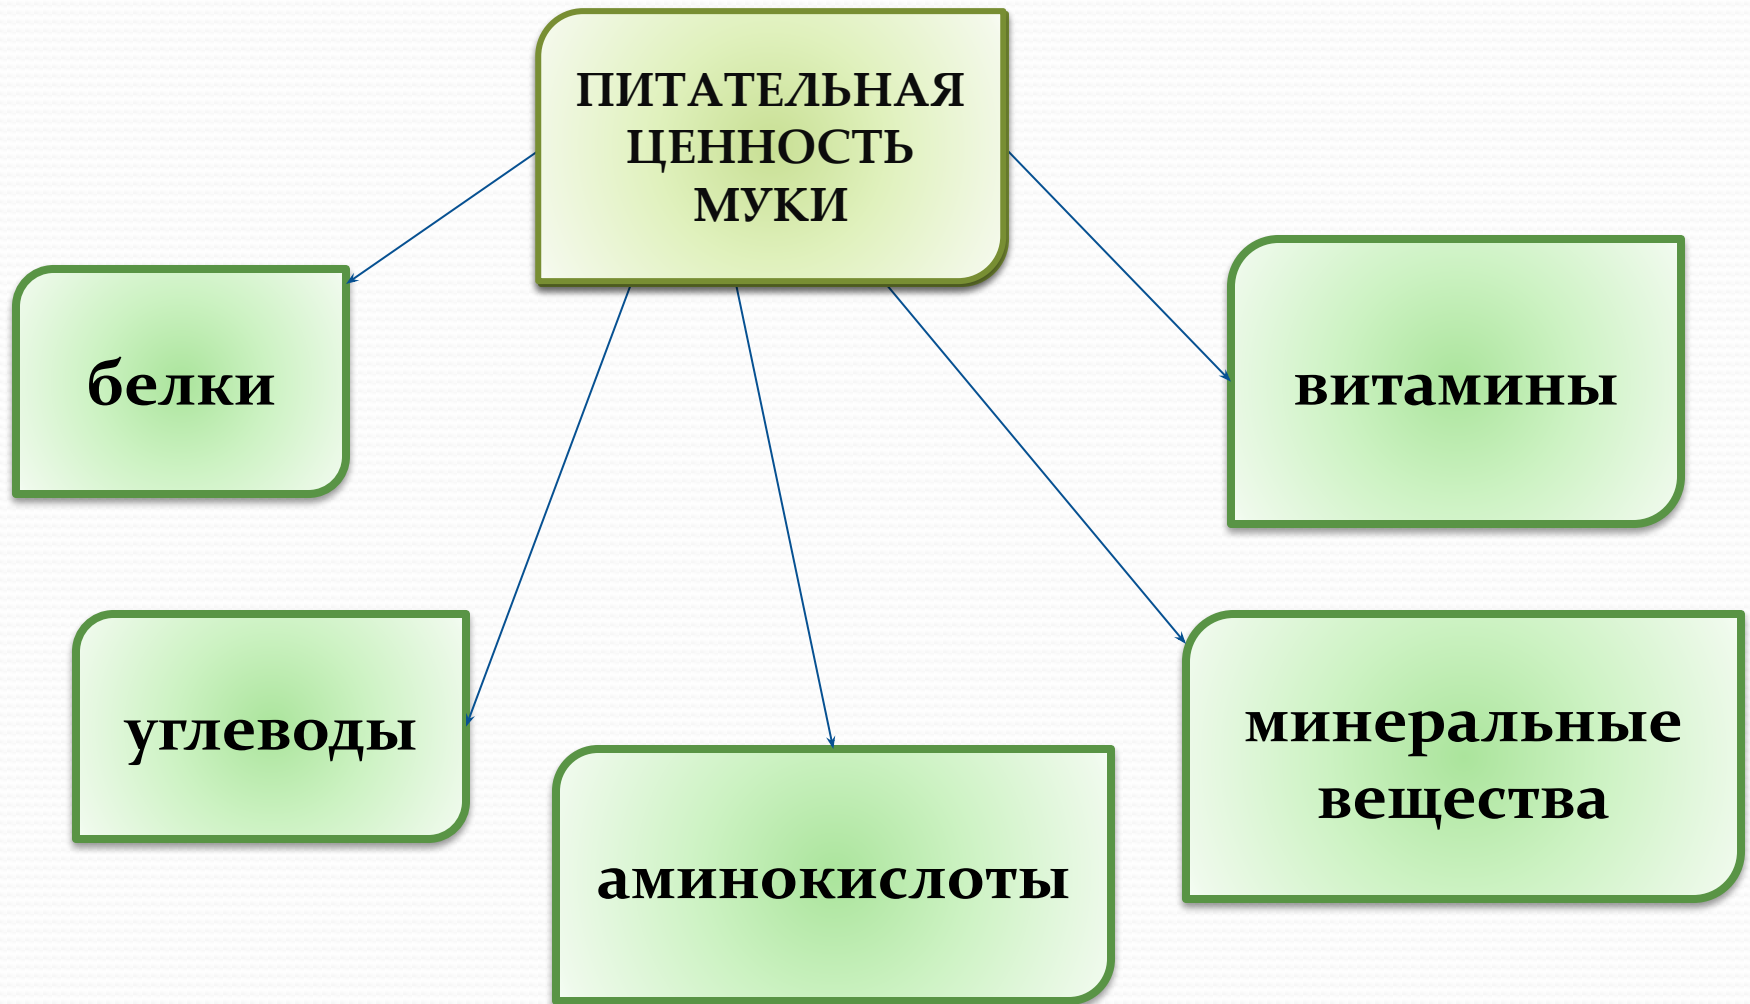 ПИТАТЕЛЬНАЯ
ЦЕННОСТЬ
МУКИ
белки
витамины
углеводы
минеральные
вещества
аминокислоты